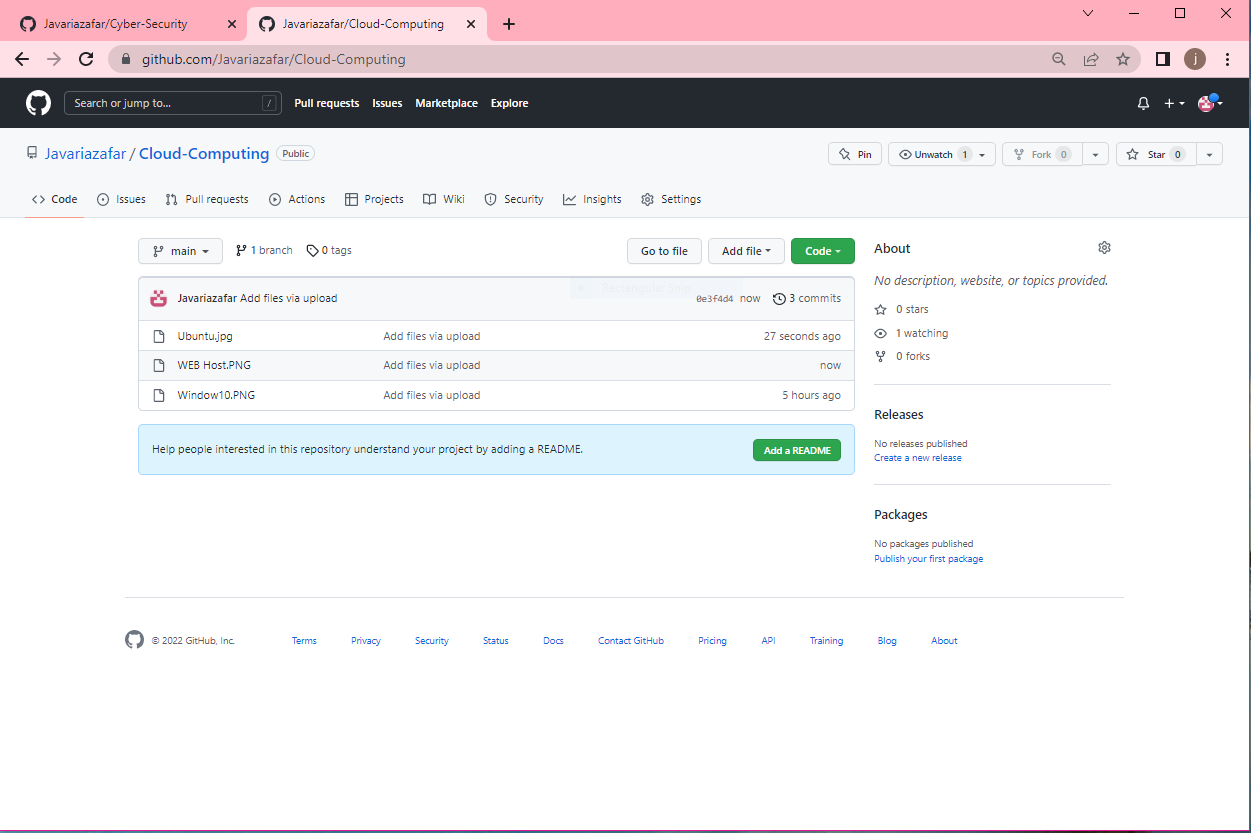 Javariazafar/Cyber-Security
Javariazafar/Cloud-Computing
github.com/Javariazafar/Cloud-Computing
j
Search or jump to...
/
Pull requests Issues Marketplace Explore
Javariazafar / Cloud-Computing Public
Pin
Unwatch 1
Fork 0
Star 0
Code Issues Pull requests Actions Projects Wiki Security Insights Settings
main 1 branch 0 tags Go to file Add file Code
Javariazafar Add files via upload 0e3f4d4 now 3 commits
Ubuntu.jpg Add files via upload 27 seconds ago
WEB Host.PNG Add files via upload now
Window10.PNG Add files via upload 5 hours ago
Help people interested in this repository understand your project by adding a README. Add a README
Rectangular Snip
About
No description, website, or topics provided.
0 stars
1 watching
0 forks
Releases
No releases published
Create a new release
Packages
No packages published
Publish your first package
© 2022 GitHub, Inc. Terms Privacy Security Status Docs Contact GitHub Pricing API Training Blog About